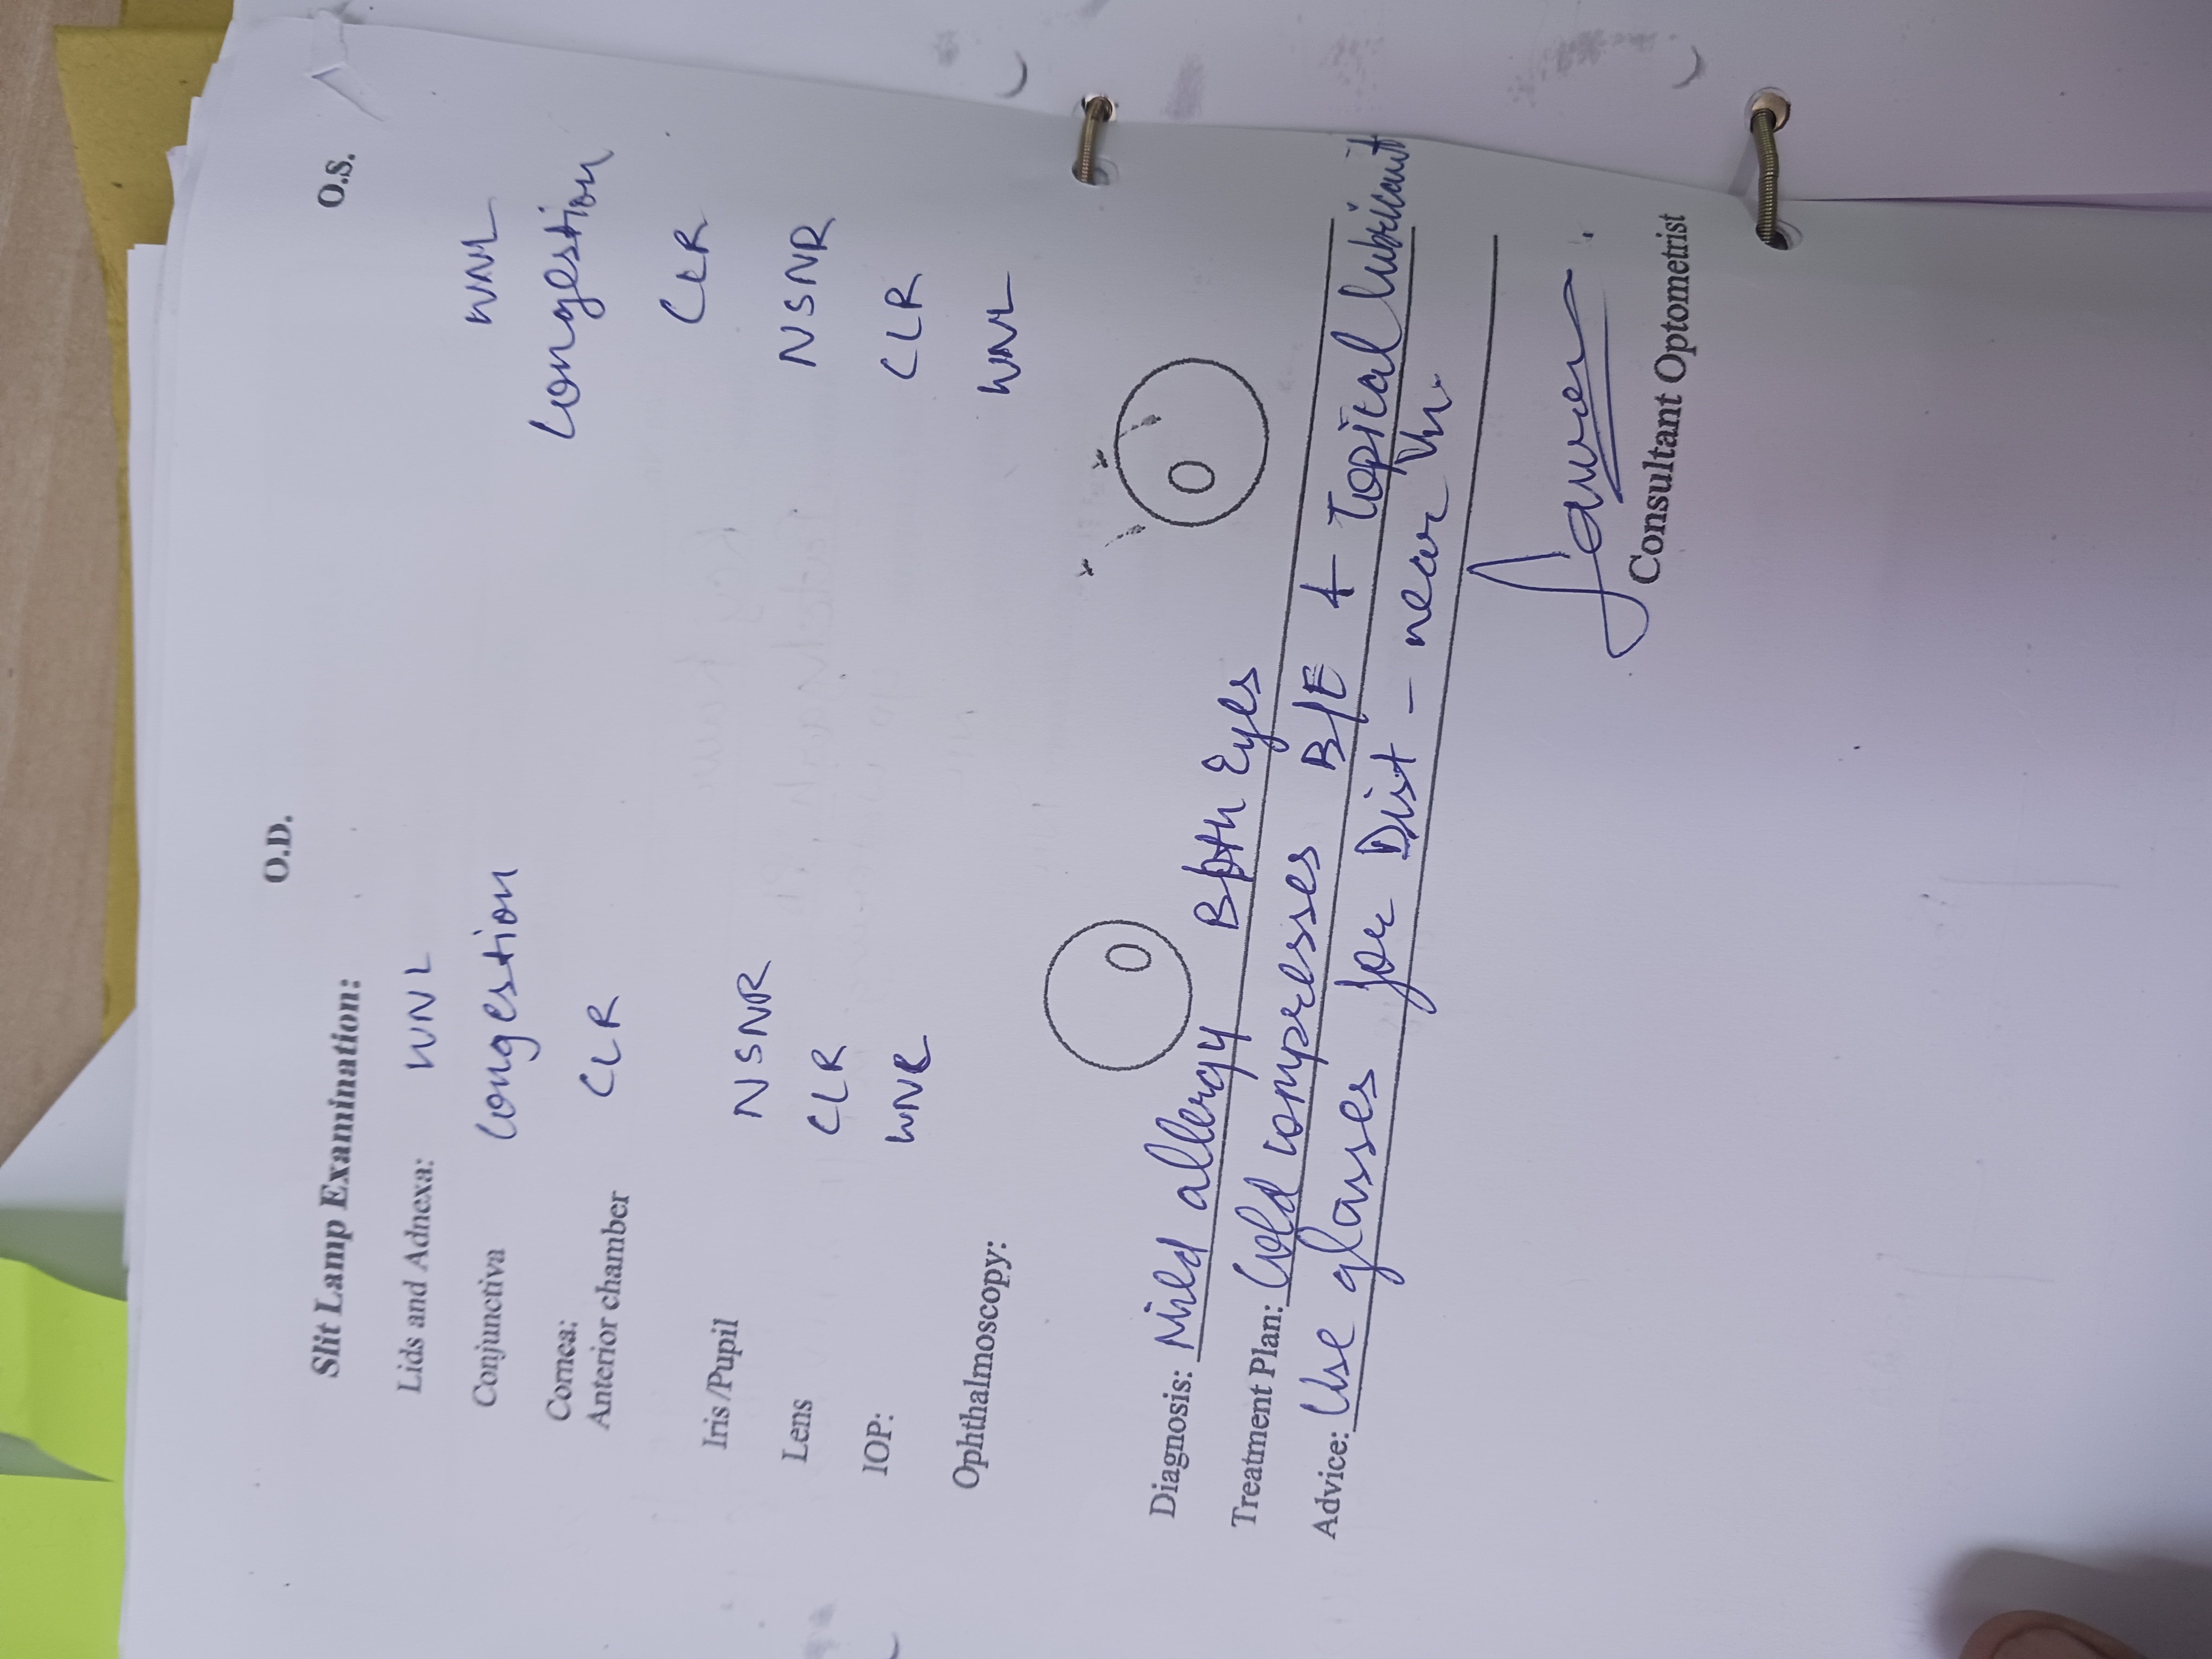 O.D. O.S.
Slit Lamp Examination:
Lids and Adnexa: WNL WNL
Conjunctiva Congestion Congestion
Cornea:
Anterior chamber CLR CLR
Iris /Pupil NSNR NSNR
Lens CLR CLR
IOP: WNL WNL
Ophthalmoscopy:
Diagnosis: Mild allergy Both Eyes
Treatment Plan: Cold compresses B/E + Topical lubricant
Advice: Use glasses for Dist - near Vn.
Consultant Optometrist